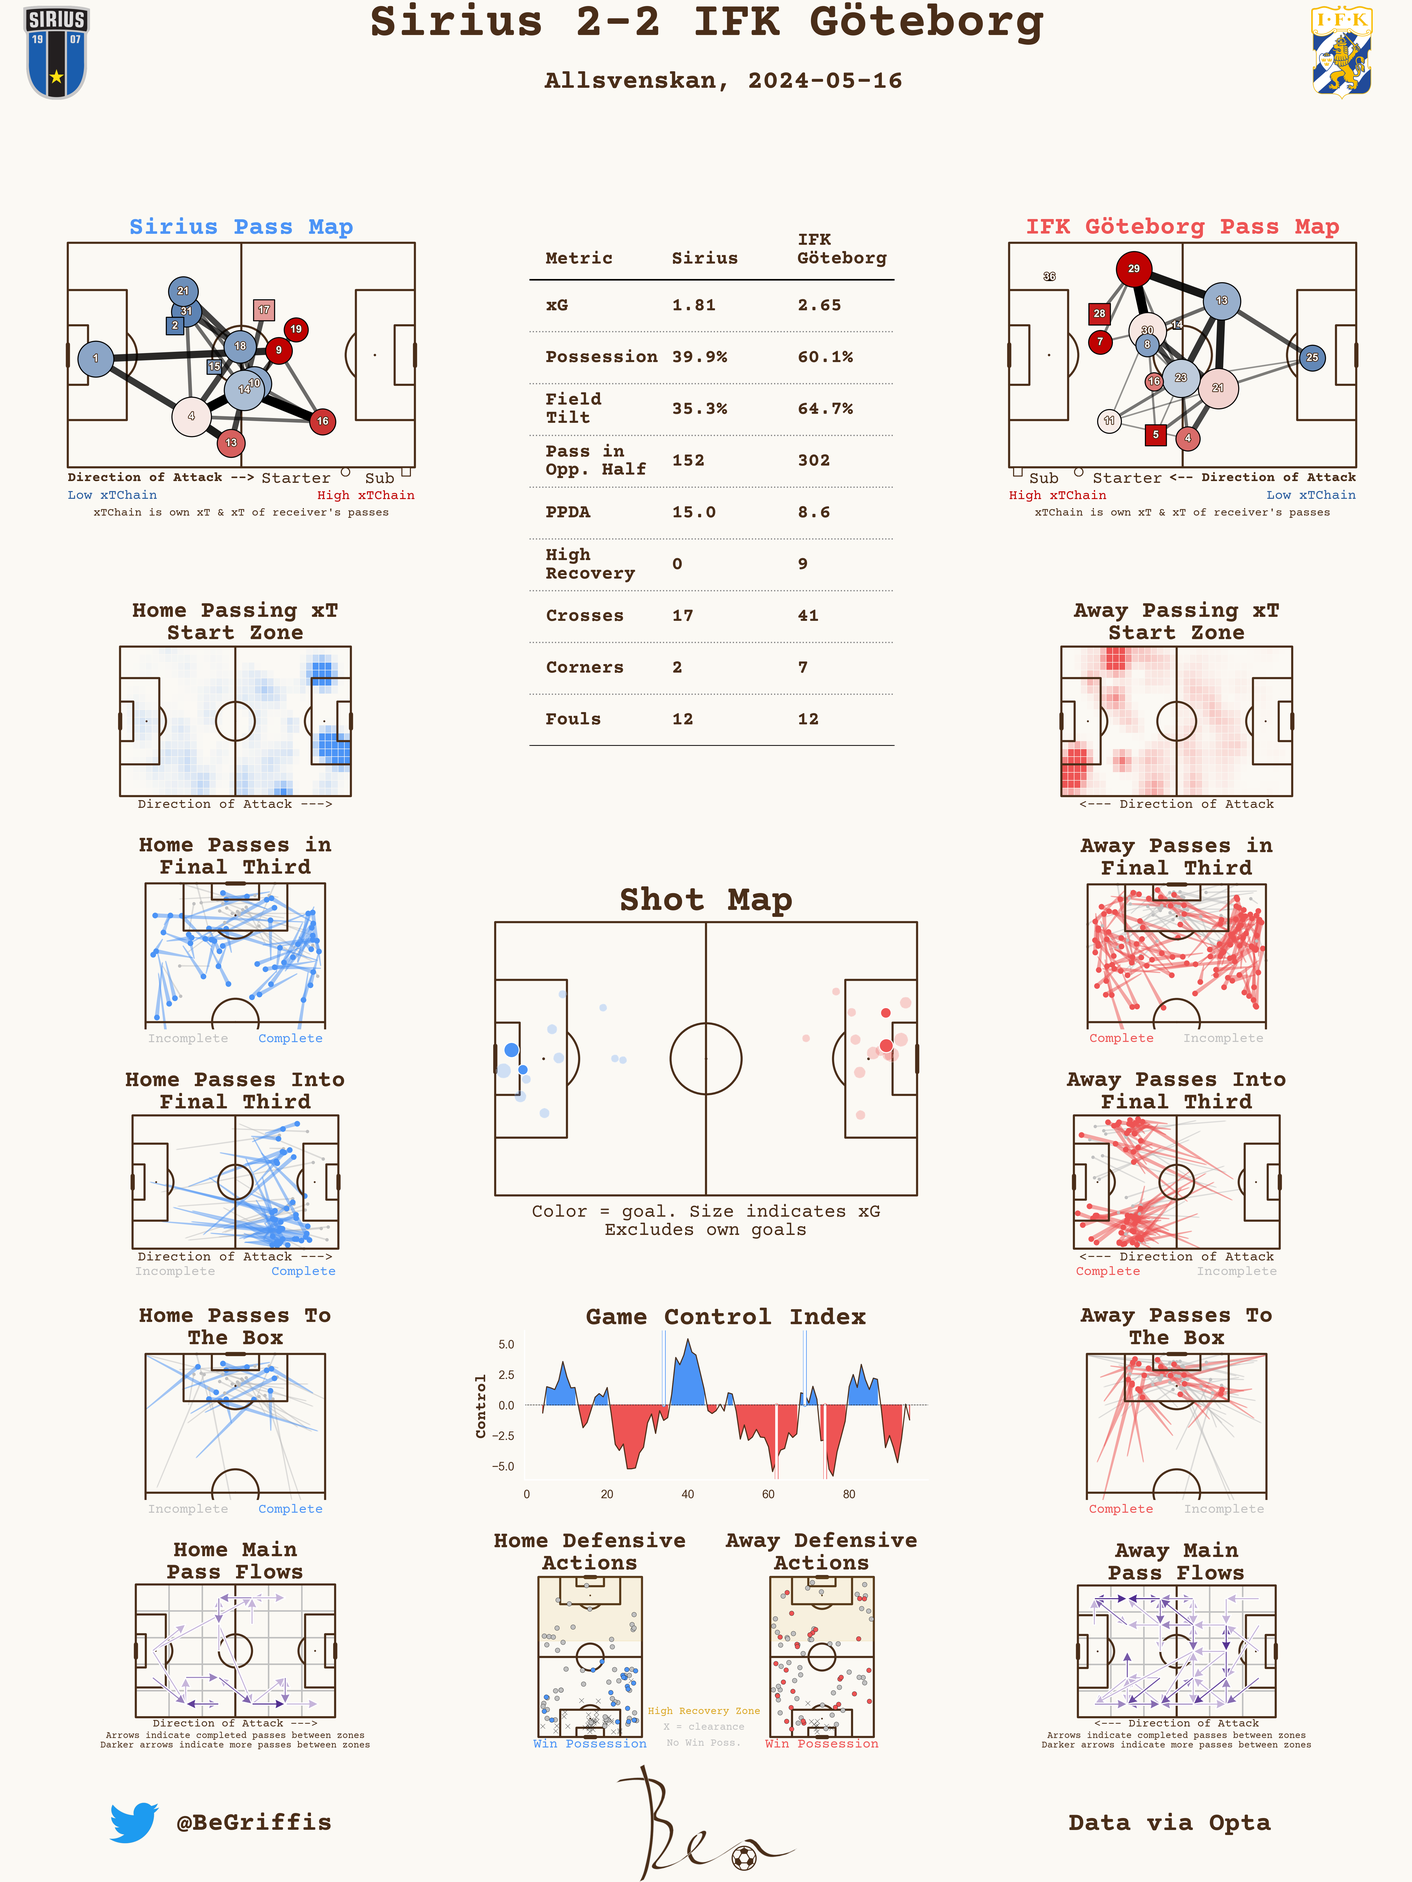 Sirius 2-2 IFK Göteborg
Allsvenskan, 2024-05-16
SIRIUS
19 07
I·F·K
Sirius Pass Map
21
31
2
17
19
1
18
9
15
10
14
4
16
13
Direction of Attack --> Starter Sub
Low xTChain High xTChain
xTChain is own xT & xT of receiver's passes
Metric Sirius IFK Göteborg
xG 1.81 2.65
Possession 39.9% 60.1%
Field Tilt 35.3% 64.7%
Pass in Opp. Half 152 302
PPDA 15.0 8.6
High Recovery 0 9
Crosses 17 41
Corners 2 7
Fouls 12 12
IFK Göteborg Pass Map
36
29
13
28
30
14
7
8
25
16
23
21
11
5
4
Sub Starter <-- Direction of Attack
High xTChain Low xTChain
xTChain is own xT & xT of receiver's passes
Home Passing xT
Start Zone
Direction of Attack --->
Away Passing xT
Start Zone
<--- Direction of Attack
Home Passes in
Final Third
Incomplete Complete
Away Passes in
Final Third
Complete Incomplete
Shot Map
Color = goal. Size indicates xG
Excludes own goals
Home Passes Into
Final Third
Direction of Attack --->
Incomplete Complete
Away Passes Into
Final Third
<--- Direction of Attack
Complete Incomplete
Home Passes To
The Box
Incomplete Complete
Game Control Index
Control
5.0
2.5
0.0
−2.5
−5.0
0 20 40 60 80
Away Passes To
The Box
Complete Incomplete
Home Main
Pass Flows
Direction of Attack --->
Arrows indicate completed passes between zones
Darker arrows indicate more passes between zones
Home Defensive
Actions
Win Possession
High Recovery Zone
X = clearance
No Win Poss.
Away Defensive
Actions
Win Possession
Away Main
Pass Flows
<--- Direction of Attack
Arrows indicate completed passes between zones
Darker arrows indicate more passes between zones
@BeGriffis
Ben
Data via Opta